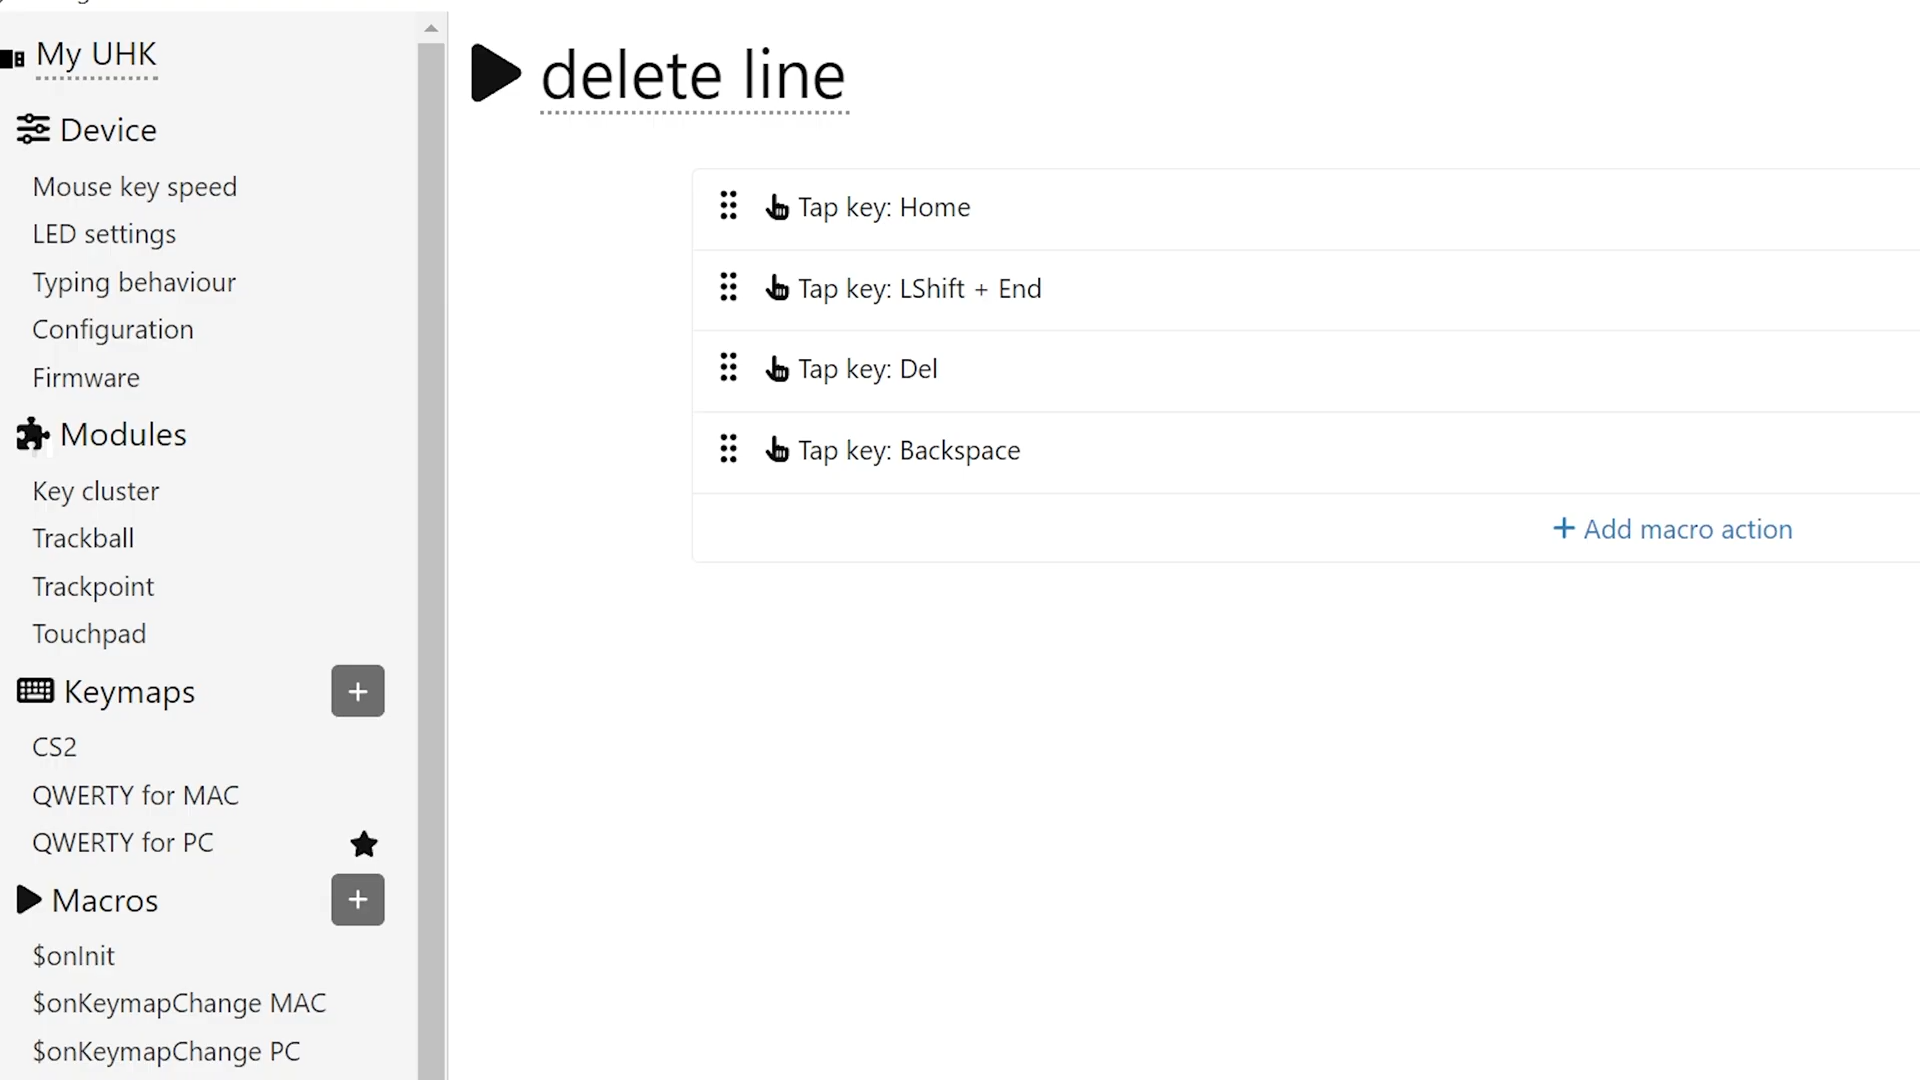 My UHK
Device
Mouse key speed
LED settings
Typing behaviour
Configuration
Firmware
Modules
Key cluster
Trackball
Trackpoint
Touchpad
Keymaps
CS2
QWERTY for MAC
QWERTY for PC
Macros
$onInit
$onKeymapChange MAC
$onKeymapChange PC
delete line
Tap key: Home
Tap key: LShift + End
Tap key: Del
Tap key: Backspace
+ Add macro action